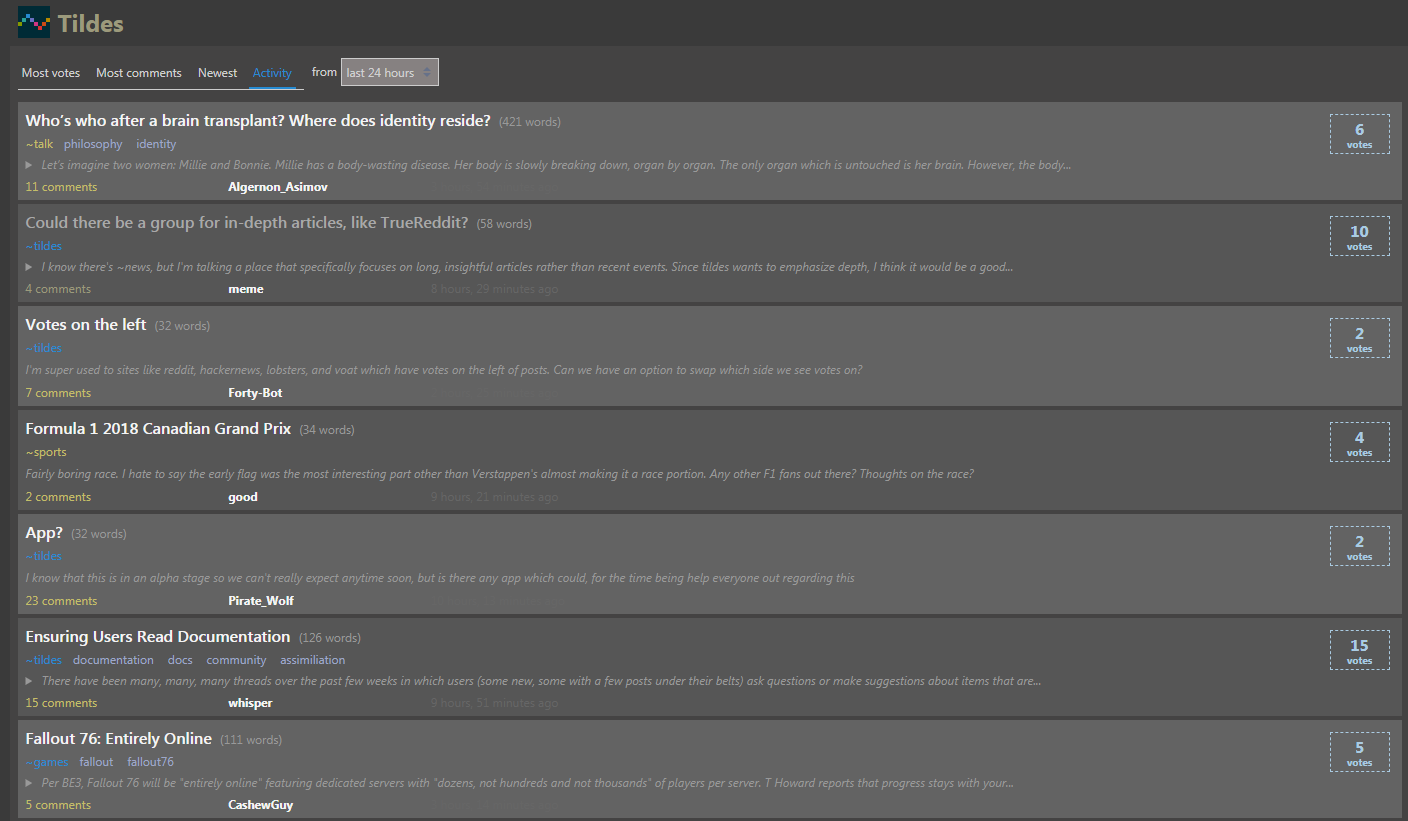 Tildes
Most votes Most comments Newest Activity from last 24 hours
Who's who after a brain transplant? Where does identity reside? (421 words)
6
~talk philosophy identity
votes
Let's imagine two women: Millie and Bonnie. Millie has a body-wasting disease. Her body is slowly breaking down, organ by organ. The only organ which is untouched is her brain. However, the body...
11 comments Algernon_Asimov
Could there be a group for in-depth articles, like TrueReddit? (58 words)
10
~tildes
votes
I know there's ~news, but I'm talking a place that specifically focuses on long, insightful articles rather than recent events. Since tildes wants to emphasize depth, I think it would be a good...
4 comments meme 8 hours, 29 minutes ago
Votes on the left (32 words)
2
~tildes
votes
I'm super used to sites like reddit, hackernews, lobsters, and voat which have votes on the left of posts. Can we have an option to swap which side we see votes on?
7 comments Forty-Bot
Formula 1 2018 Canadian Grand Prix (34 words)
4
~sports
votes
Fairly boring race. I hate to say the early flag was the most interesting part other than Verstappen's almost making it a race portion. Any other F1 fans out there? Thoughts on the race?
2 comments good 9 hours, 21 minutes ago
App? (32 words)
2
~tildes
votes
I know that this is in an alpha stage so we can't really expect anytime soon, but is there any app which could, for the time being help everyone out regarding this
23 comments Pirate_Wolf
Ensuring Users Read Documentation (126 words)
15
~tildes documentation docs community assimiliation
votes
There have been many, many, many threads over the past few weeks in which users (some new, some with a few posts under their belts) ask questions or make suggestions about items that are...
15 comments whisper 9 hours, 51 minutes ago
Fallout 76: Entirely Online (111 words)
5
~games fallout fallout76
votes
Per BE3, Fallout 76 will be "entirely online" featuring dedicated servers with "dozens, not hundreds and not thousands" of players per server. T Howard reports that progress stays with your...
5 comments CashewGuy